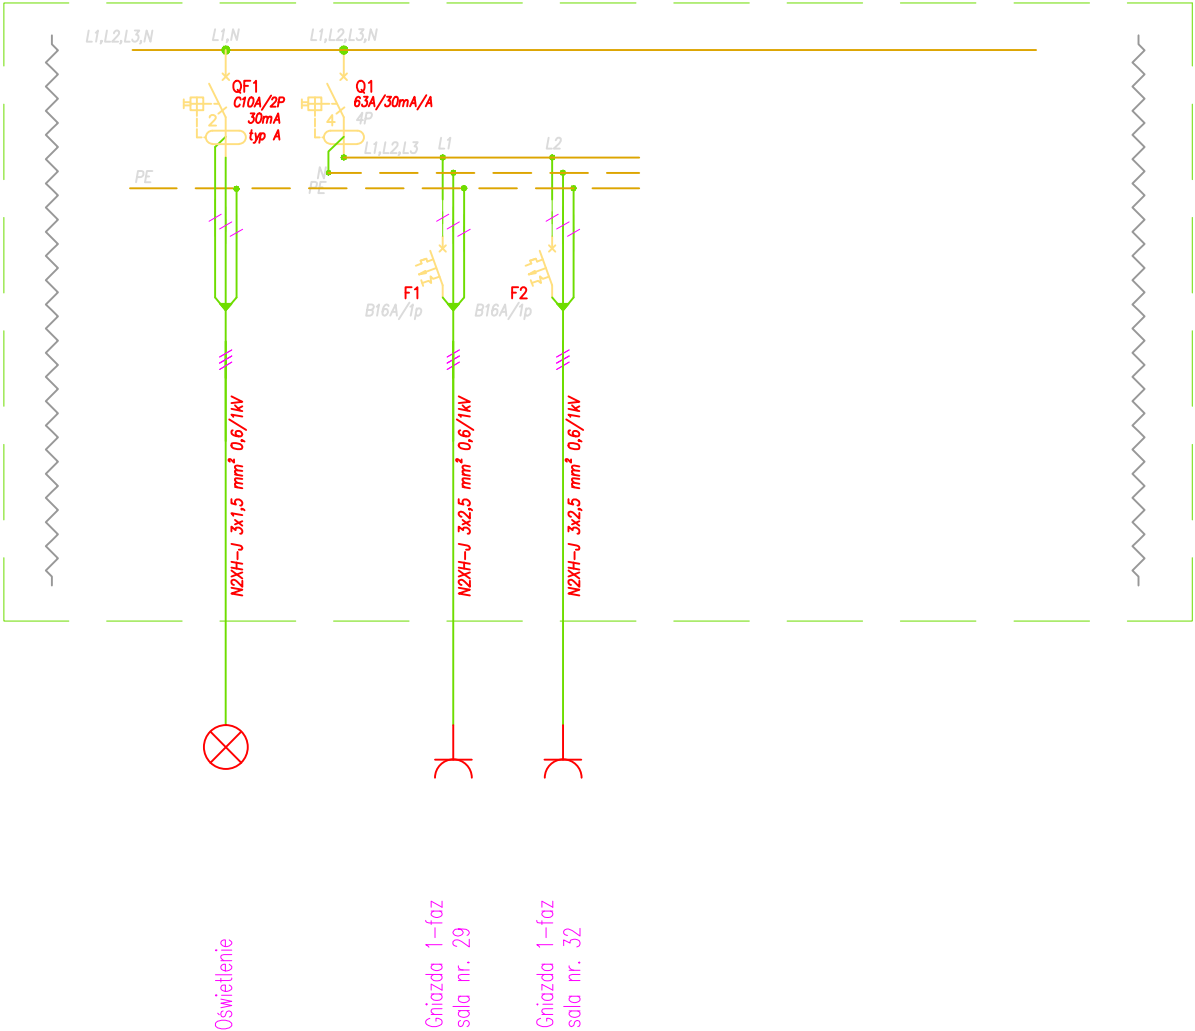 L1,L2,L3,N
L1,N
L1,L2,L3,N
QF1
C10A/2P
30mA
typ A
2
Q1
63A/30mA/A
4P
4
L1,L2,L3
L1
L2
N
PE
PE
F1
B16A/1p
F2
B16A/1p
N2XH-J 3x1,5 mm² 0,6/1kV
N2XH-J 3x2,5 mm² 0,6/1kV
N2XH-J 3x2,5 mm² 0,6/1kV
Oświetlenie
Gniazda 1-faz
sala nr. 29
Gniazda 1-faz
sala nr. 32